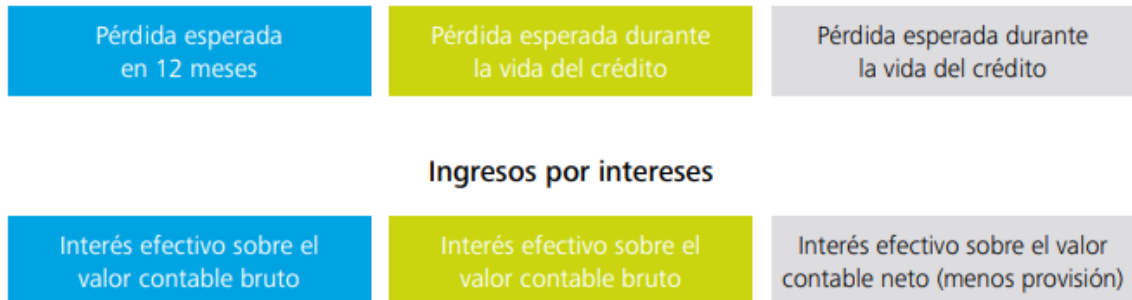 Pérdida esperada
en 12 meses
Pérdida esperada durante
la vida del crédito
Pérdida esperada durante
la vida del crédito
Ingresos por intereses
Interés efectivo sobre el
valor contable bruto
Interés efectivo sobre el
valor contable bruto
Interés efectivo sobre el valor
contable neto (menos provisión)